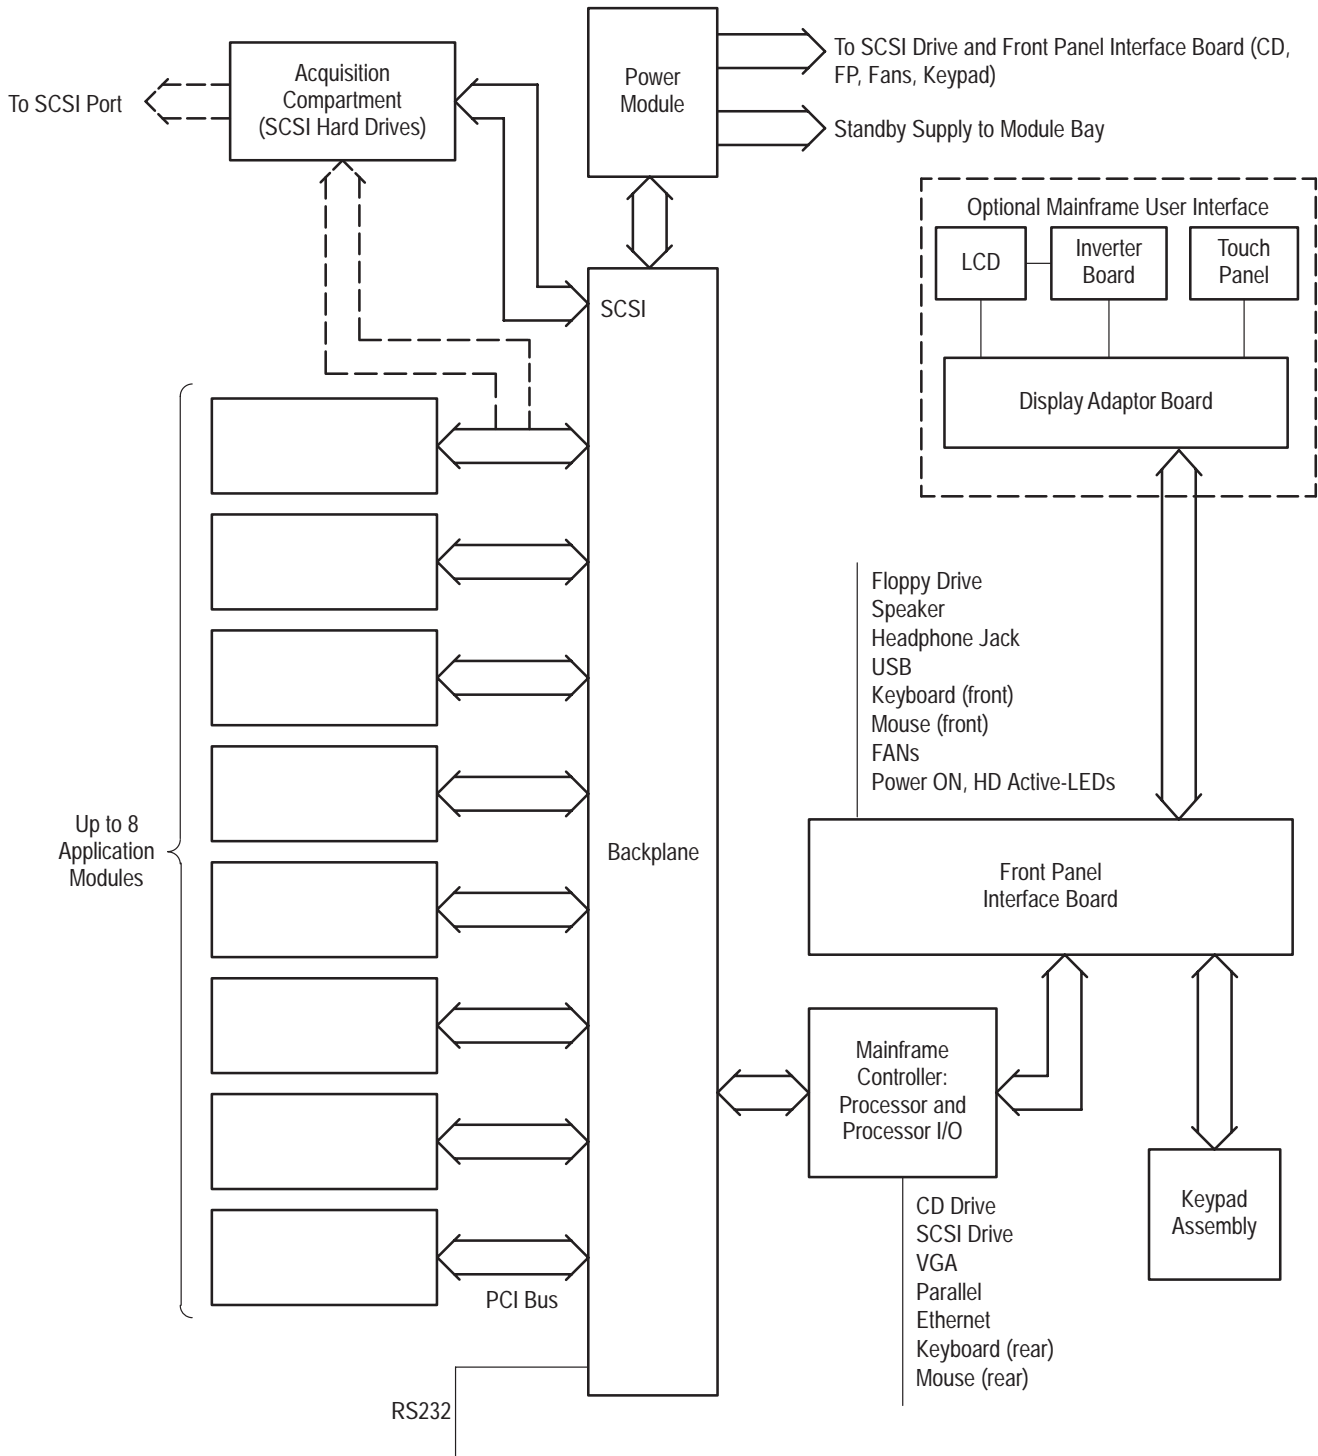 To SCSI Port
Acquisition
Compartment
(SCSI Hard Drives)
Power
Module
To SCSI Drive and Front Panel Interface Board (CD,
FP, Fans, Keypad)
Standby Supply to Module Bay
Optional Mainframe User Interface
LCD
Inverter
Board
Touch
Panel
Display Adaptor Board
SCSI
Backplane
Up to 8
Application
Modules
PCI Bus
RS232
Floppy Drive
Speaker
Headphone Jack
USB
Keyboard (front)
Mouse (front)
FANs
Power ON, HD Active-LEDs
Front Panel
Interface Board
Mainframe
Controller:
Processor and
Processor I/O
CD Drive
SCSI Drive
VGA
Parallel
Ethernet
Keyboard (rear)
Mouse (rear)
Keypad
Assembly